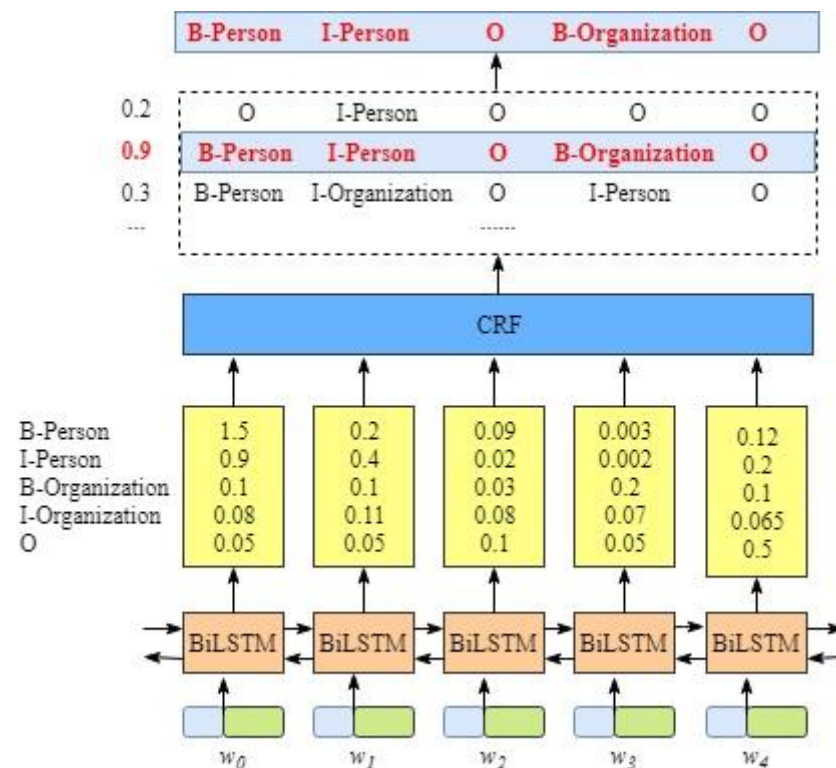 B-Person I-Person O B-Organization O
0.2 O I-Person O O O
0.9 B-Person I-Person O B-Organization O
0.3 B-Person I-Organization O I-Person O
--- ------
CRF
B-Person 1.5 0.2 0.09 0.003 0.12
I-Person 0.9 0.4 0.02 0.002 0.2
B-Organization 0.1 0.1 0.03 0.2 0.1
I-Organization 0.08 0.11 0.08 0.07 0.065
O 0.05 0.05 0.1 0.05 0.5
BiLSTM BiLSTM BiLSTM BiLSTM BiLSTM
w0 w1 w2 w3 w4